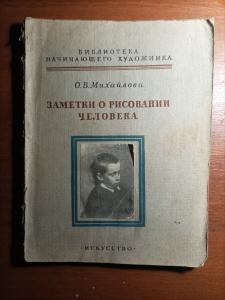 БИБЛИОТЕКА
НАЧИНАЮЩЕГО ХУДОЖНИКА
О.В.Михайлова
ЗАМЕТКИ О РИСОВАНИИ
ЧЕЛОВЕКА
·ИСКУССТВО·